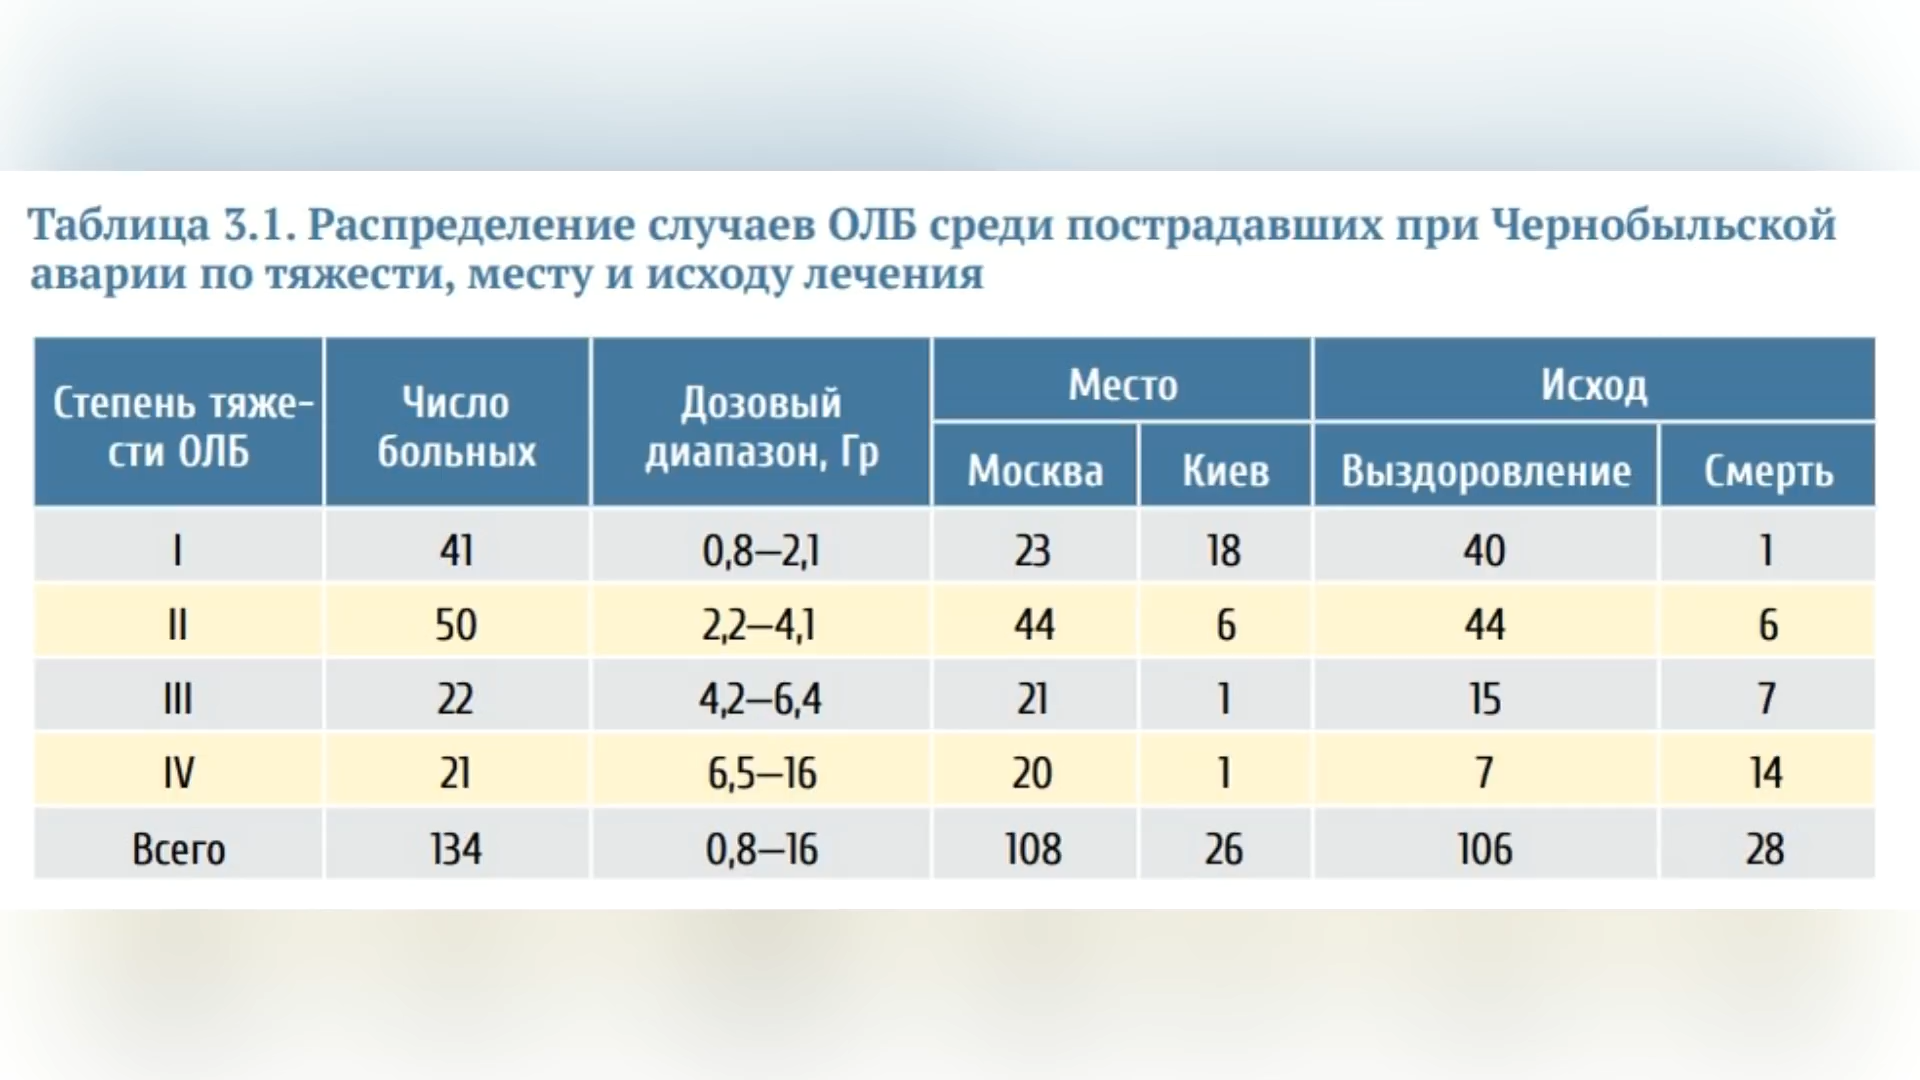 Таблица 3.1. Распределение случаев ОЛБ среди пострадавших при Чернобыльской
аварии по тяжести, месту и исходу лечения
Степень тяже-
сти ОЛБ
Число
больных
Дозовый
диапазон, Гр
Место
Исход
Москва Киев Выздоровление Смерть
I 41 0,8–2,1 23 18 40 1
II 50 2,2–4,1 44 6 44 6
III 22 4,2–6,4 21 1 15 7
IV 21 6,5–16 20 1 7 14
Всего 134 0,8–16 108 26 106 28